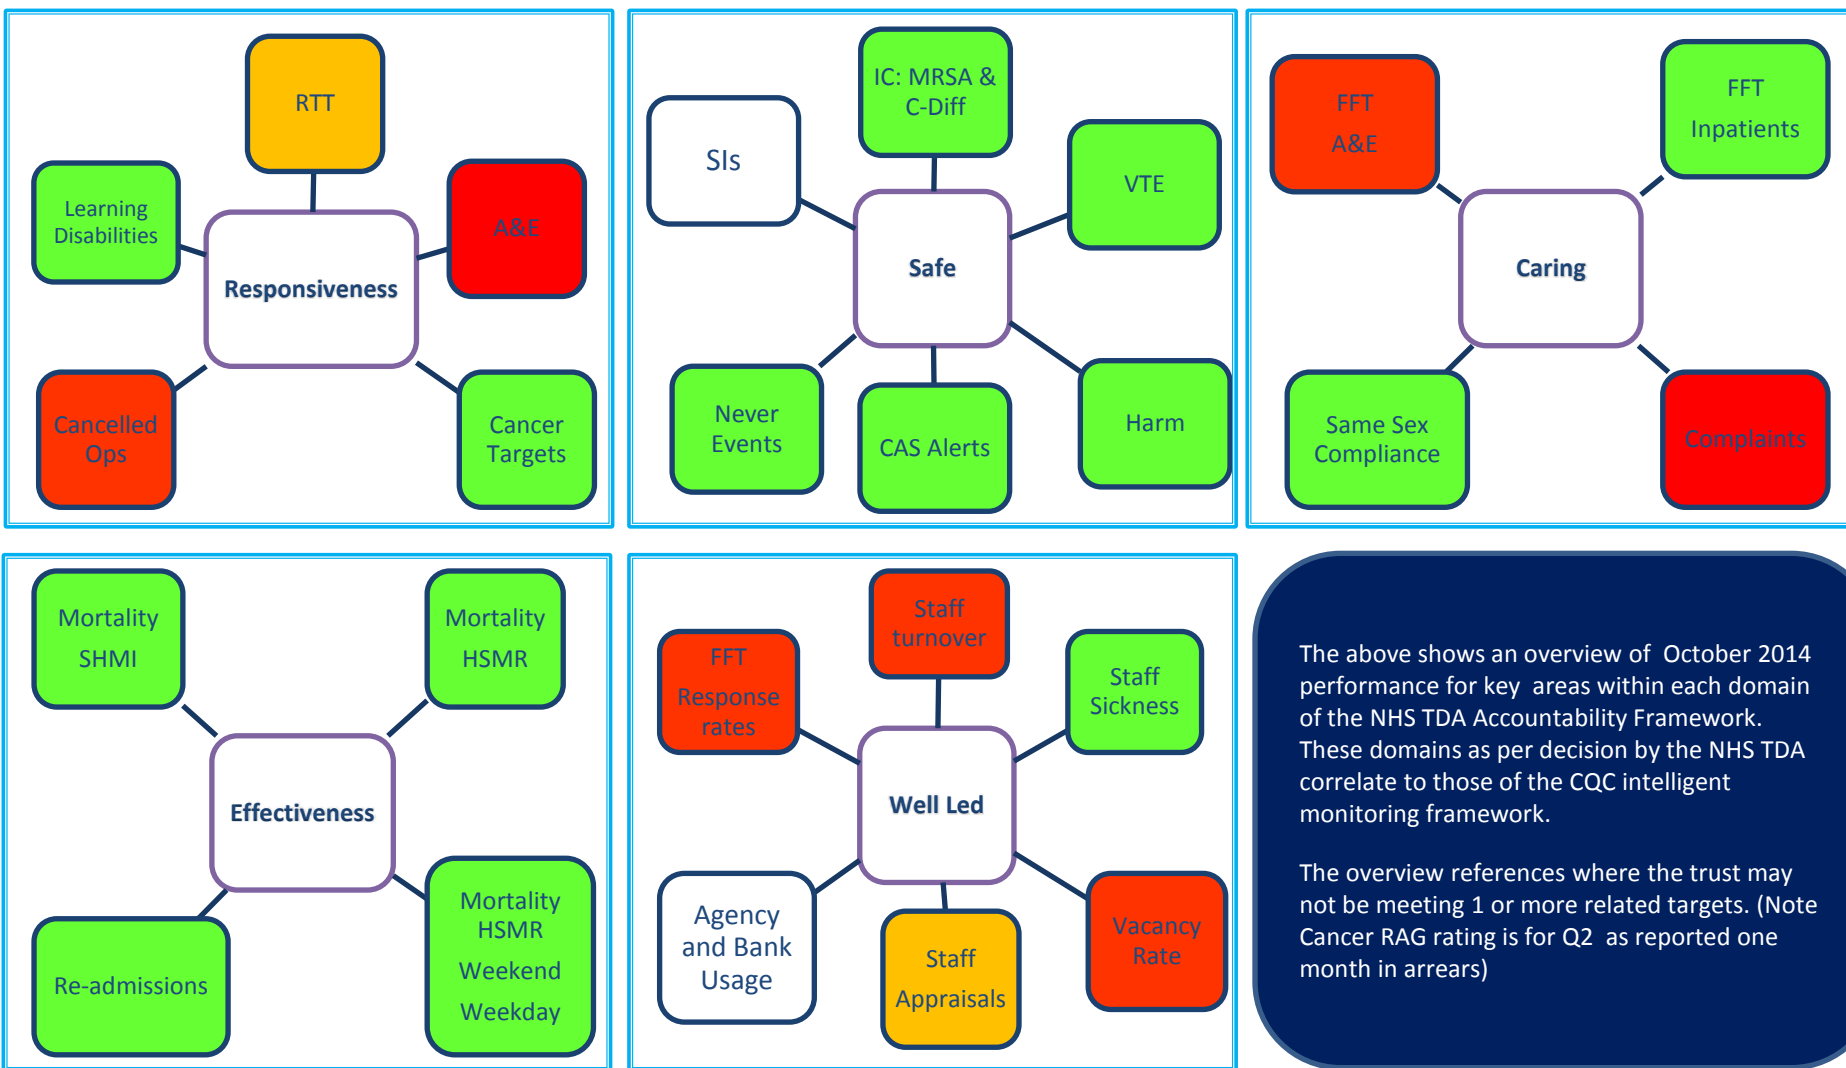 RTT
Learning
Disabilities
A&E
Responsiveness
Cancelled
Ops
Cancer
Targets
IC: MRSA &
C-Diff
SIs
VTE
Safe
Never
Events
CAS Alerts
Harm
FFT
A&E
FFT
Inpatients
Caring
Same Sex
Compliance
Complaints
Mortality
SHMI
Mortality
HSMR
Effectiveness
Re-admissions
Mortality
HSMR
Weekend
Weekday
Staff
turnover
FFT
Response
rates
Staff
Sickness
Well Led
Agency
and Bank
Usage
Staff
Appraisals
Vacancy
Rate
The above shows an overview of October 2014
performance for key areas within each domain
of the NHS TDA Accountability Framework.
These domains as per decision by the NHS TDA
correlate to those of the CQC intelligent
monitoring framework.
The overview references where the trust may
not be meeting 1 or more related targets. (Note
Cancer RAG rating is for Q2 as reported one
month in arrears)